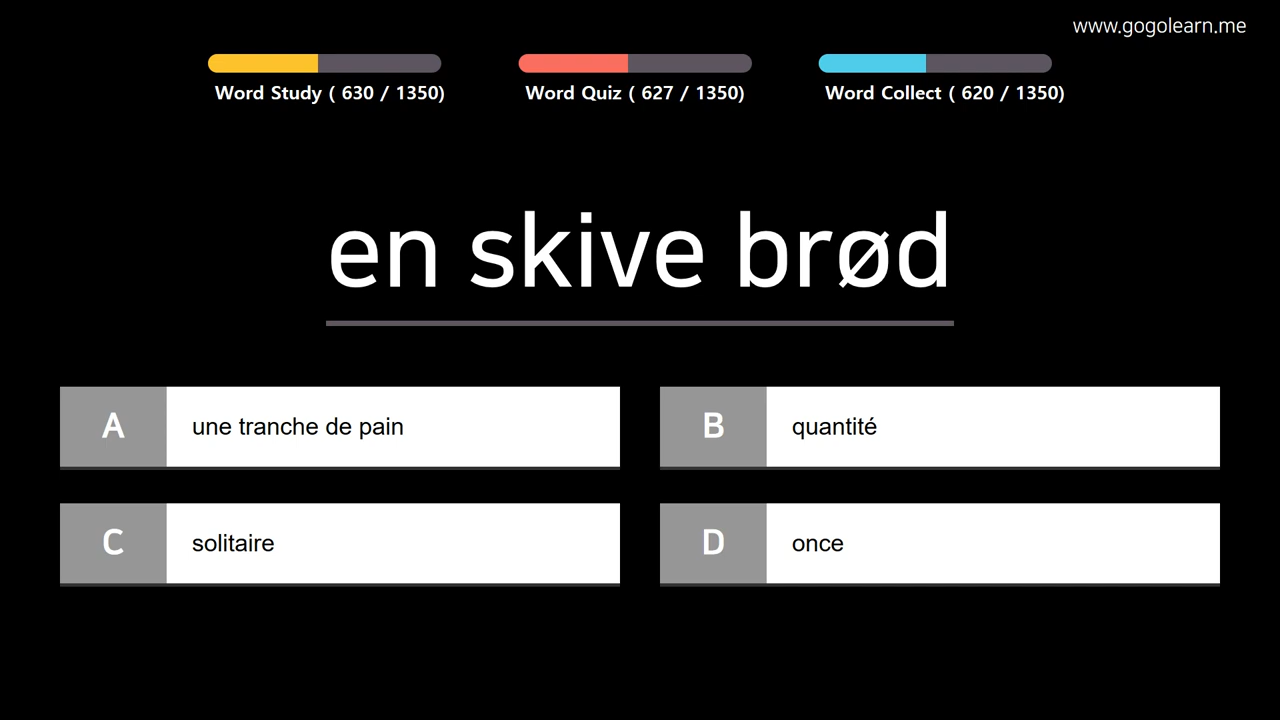 www.gogolearn.me
Word Study ( 630 / 1350)
Word Quiz ( 627 / 1350)
Word Collect ( 620 / 1350)
en skive brød
A
une tranche de pain
B
quantité
C
solitaire
D
once